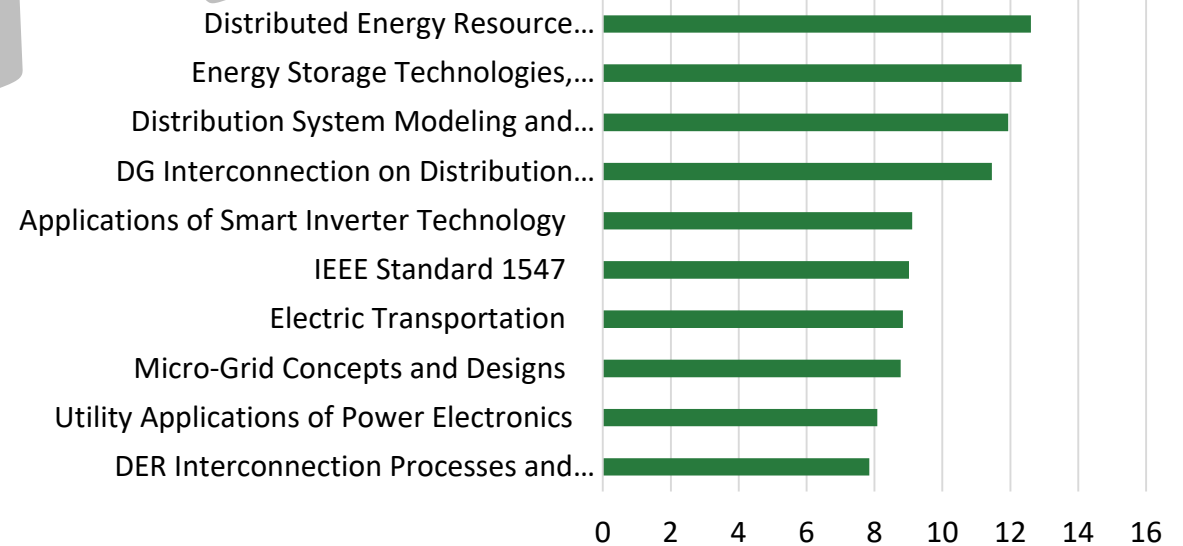 Distributed Energy Resource...
Energy Storage Technologies,...
Distribution System Modeling and...
DG Interconnection on Distribution...
Applications of Smart Inverter Technology
IEEE Standard 1547
Electric Transportation
Micro-Grid Concepts and Designs
Utility Applications of Power Electronics
DER Interconnection Processes and...
0 2 4 6 8 10 12 14 16